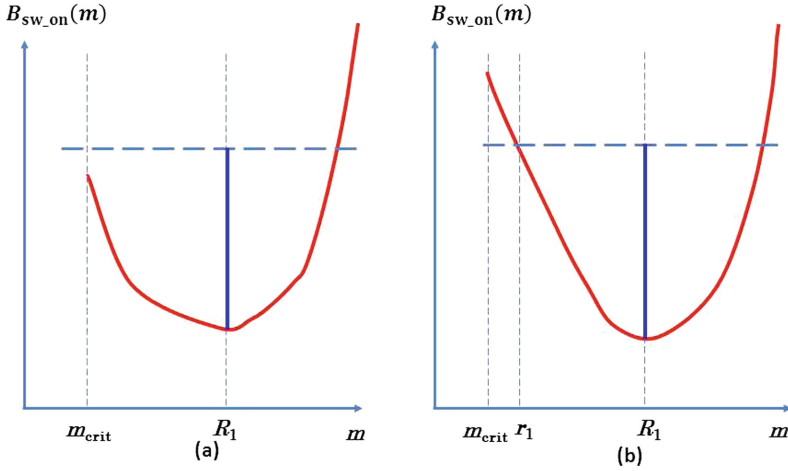 B_sw_on(m)
m_crit R_1 m
(a)
B_sw_on(m)
m_crit r_1 R_1 m
(b)